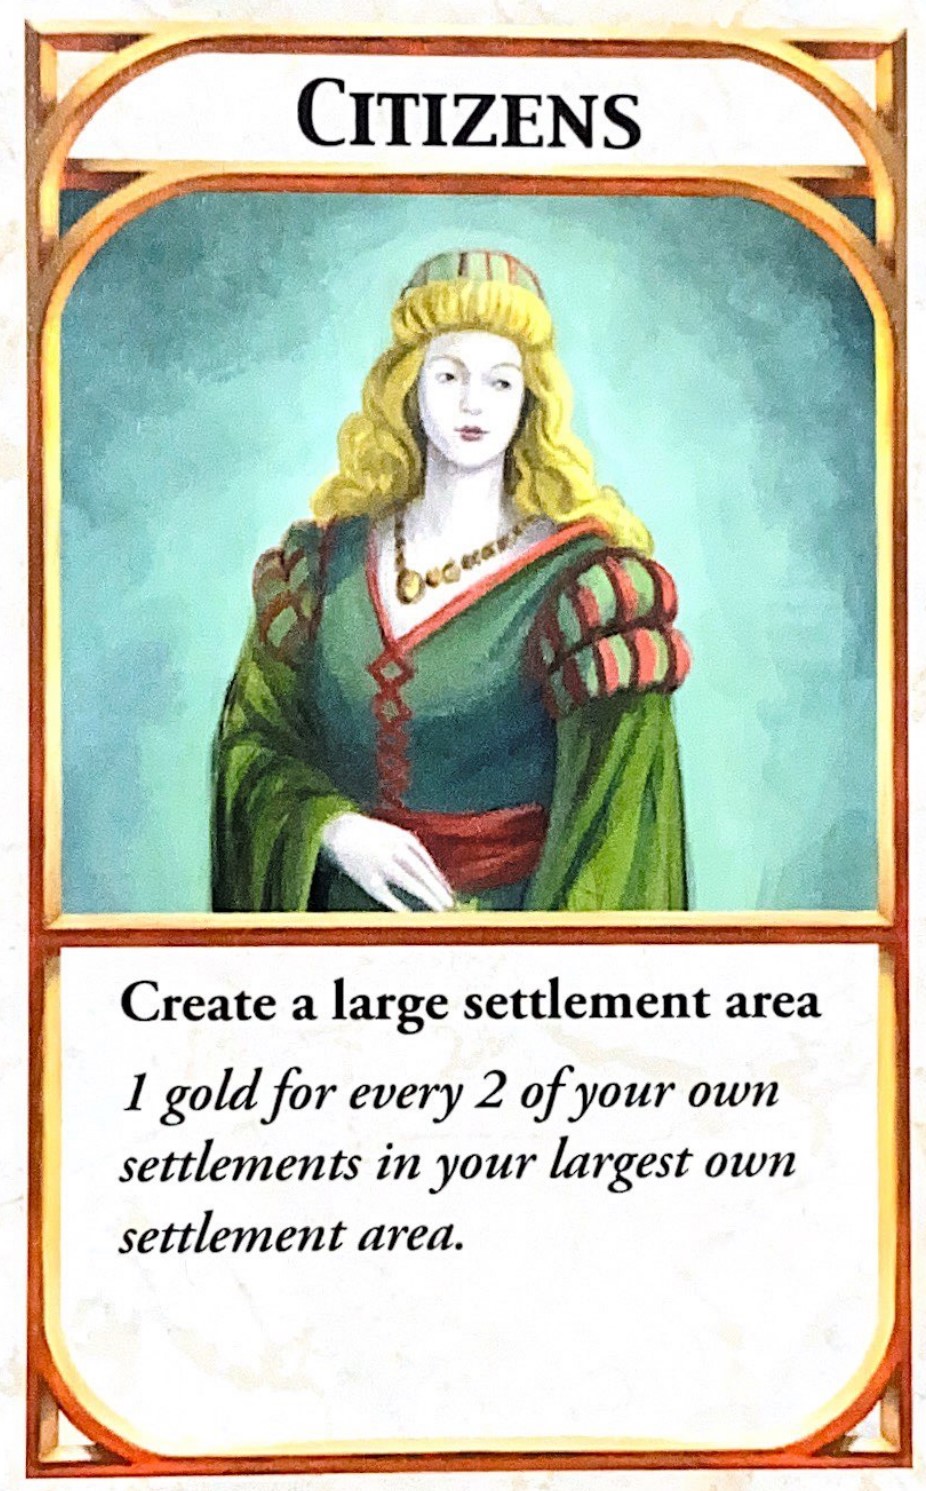 CITIZENS
Create a large settlement area
1 gold for every 2 of your own
settlements in your largest own
settlement area.